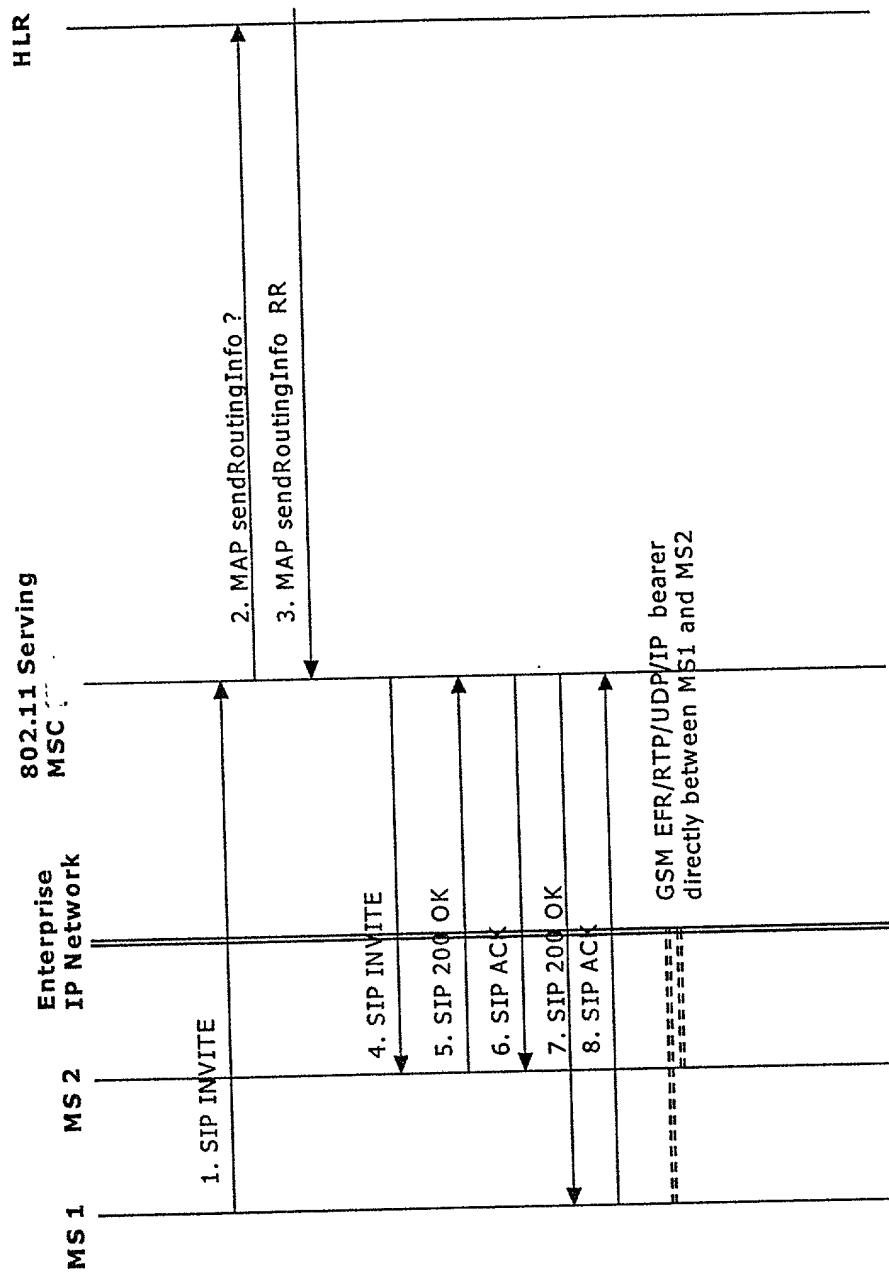 MS 1
MS 2
Enterprise
IP Network
802.11 Serving
MSC
HLR
1. SIP INVITE
2. MAP sendRoutingInfo ?
3. MAP sendRoutingInfo RR
4. SIP INVITE
5. SIP 200 OK
6. SIP ACK
7. SIP 200 OK
8. SIP ACK
GSM EFR/RTP/UDP/IP bearer
directly between MS1 and MS2